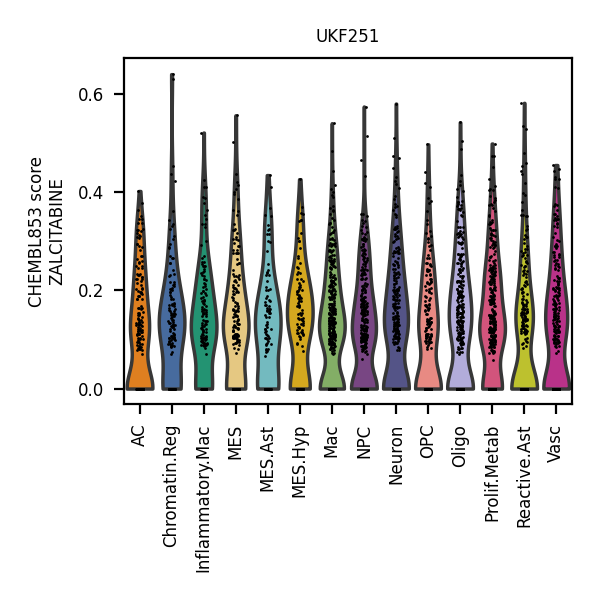 UKF251
CHEMBL853 score
ZALCITABINE
0.6
0.4
0.2
0.0
AC
Chromatin.Reg
Inflammatory.Mac
MES
MES.Ast
MES.Hyp
Mac
NPC
Neuron
OPC
Oligo
Prolif.Metab
Reactive.Ast
Vasc